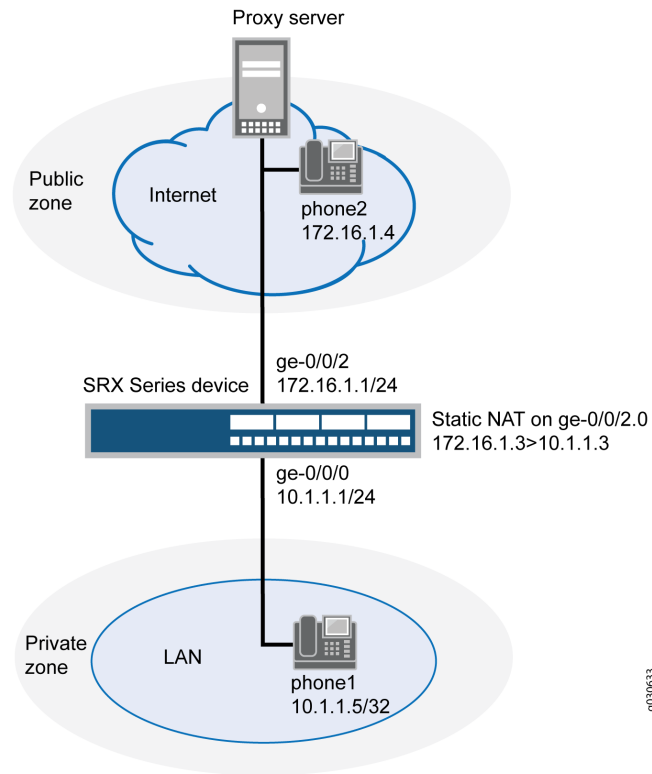 Proxy server
Public
zone
Internet
phone2
172.16.1.4
ge-0/0/2
172.16.1.1/24
SRX Series device
Static NAT on ge-0/0/2.0
172.16.1.3>10.1.1.3
ge-0/0/0
10.1.1.1/24
Private
zone
LAN
phone1
10.1.1.5/32
g030633